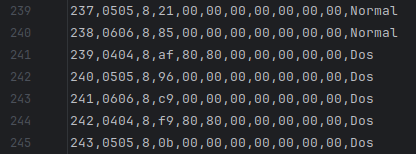 239 237,0505,8,21,00,00,00,00,00,00,00,Normal
240 238,0606,8,85,00,00,00,00,00,00,00,Normal
241 239,0404,8,af,80,80,00,00,00,00,00,Dos
242 240,0505,8,96,00,00,00,00,00,00,00,Dos
243 241,0606,8,c9,00,00,00,00,00,00,00,Dos
244 242,0404,8,f9,80,80,00,00,00,00,00,Dos
245 243,0505,8,0b,00,00,00,00,00,00,00,Dos